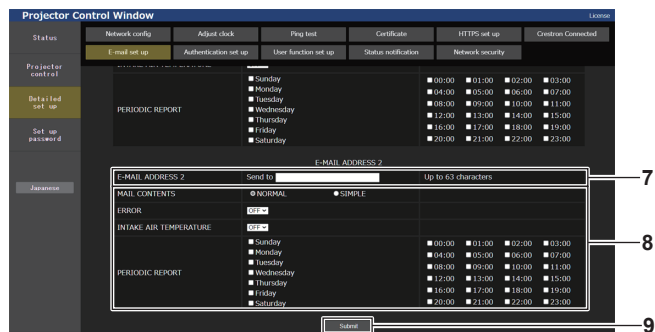 Projector Control Window
License
Status
Projector control
Detailed set up
Set up password
Japanese
Network config Adjust clock Ping test Certificate HTTPS set up Crestron Connected
E-mail set up Authentication set up User function set up Status notification Network security
INTAKE AIR TEMPERATURE
PERIODIC REPORT
Sunday
Monday
Tuesday
Wednesday
Thursday
Friday
Saturday
00:00 01:00 02:00 03:00
04:00 05:00 06:00 07:00
08:00 09:00 10:00 11:00
12:00 13:00 14:00 15:00
16:00 17:00 18:00 19:00
20:00 21:00 22:00 23:00
E-MAIL ADDRESS 2
E-MAIL ADDRESS 2 Send to Up to 63 characters
7
MAIL CONTENTS NORMAL SIMPLE
ERROR OFF
INTAKE AIR TEMPERATURE OFF
8
PERIODIC REPORT
Sunday
Monday
Tuesday
Wednesday
Thursday
Friday
Saturday
00:00 01:00 02:00 03:00
04:00 05:00 06:00 07:00
08:00 09:00 10:00 11:00
12:00 13:00 14:00 15:00
16:00 17:00 18:00 19:00
20:00 21:00 22:00 23:00
Submit
9